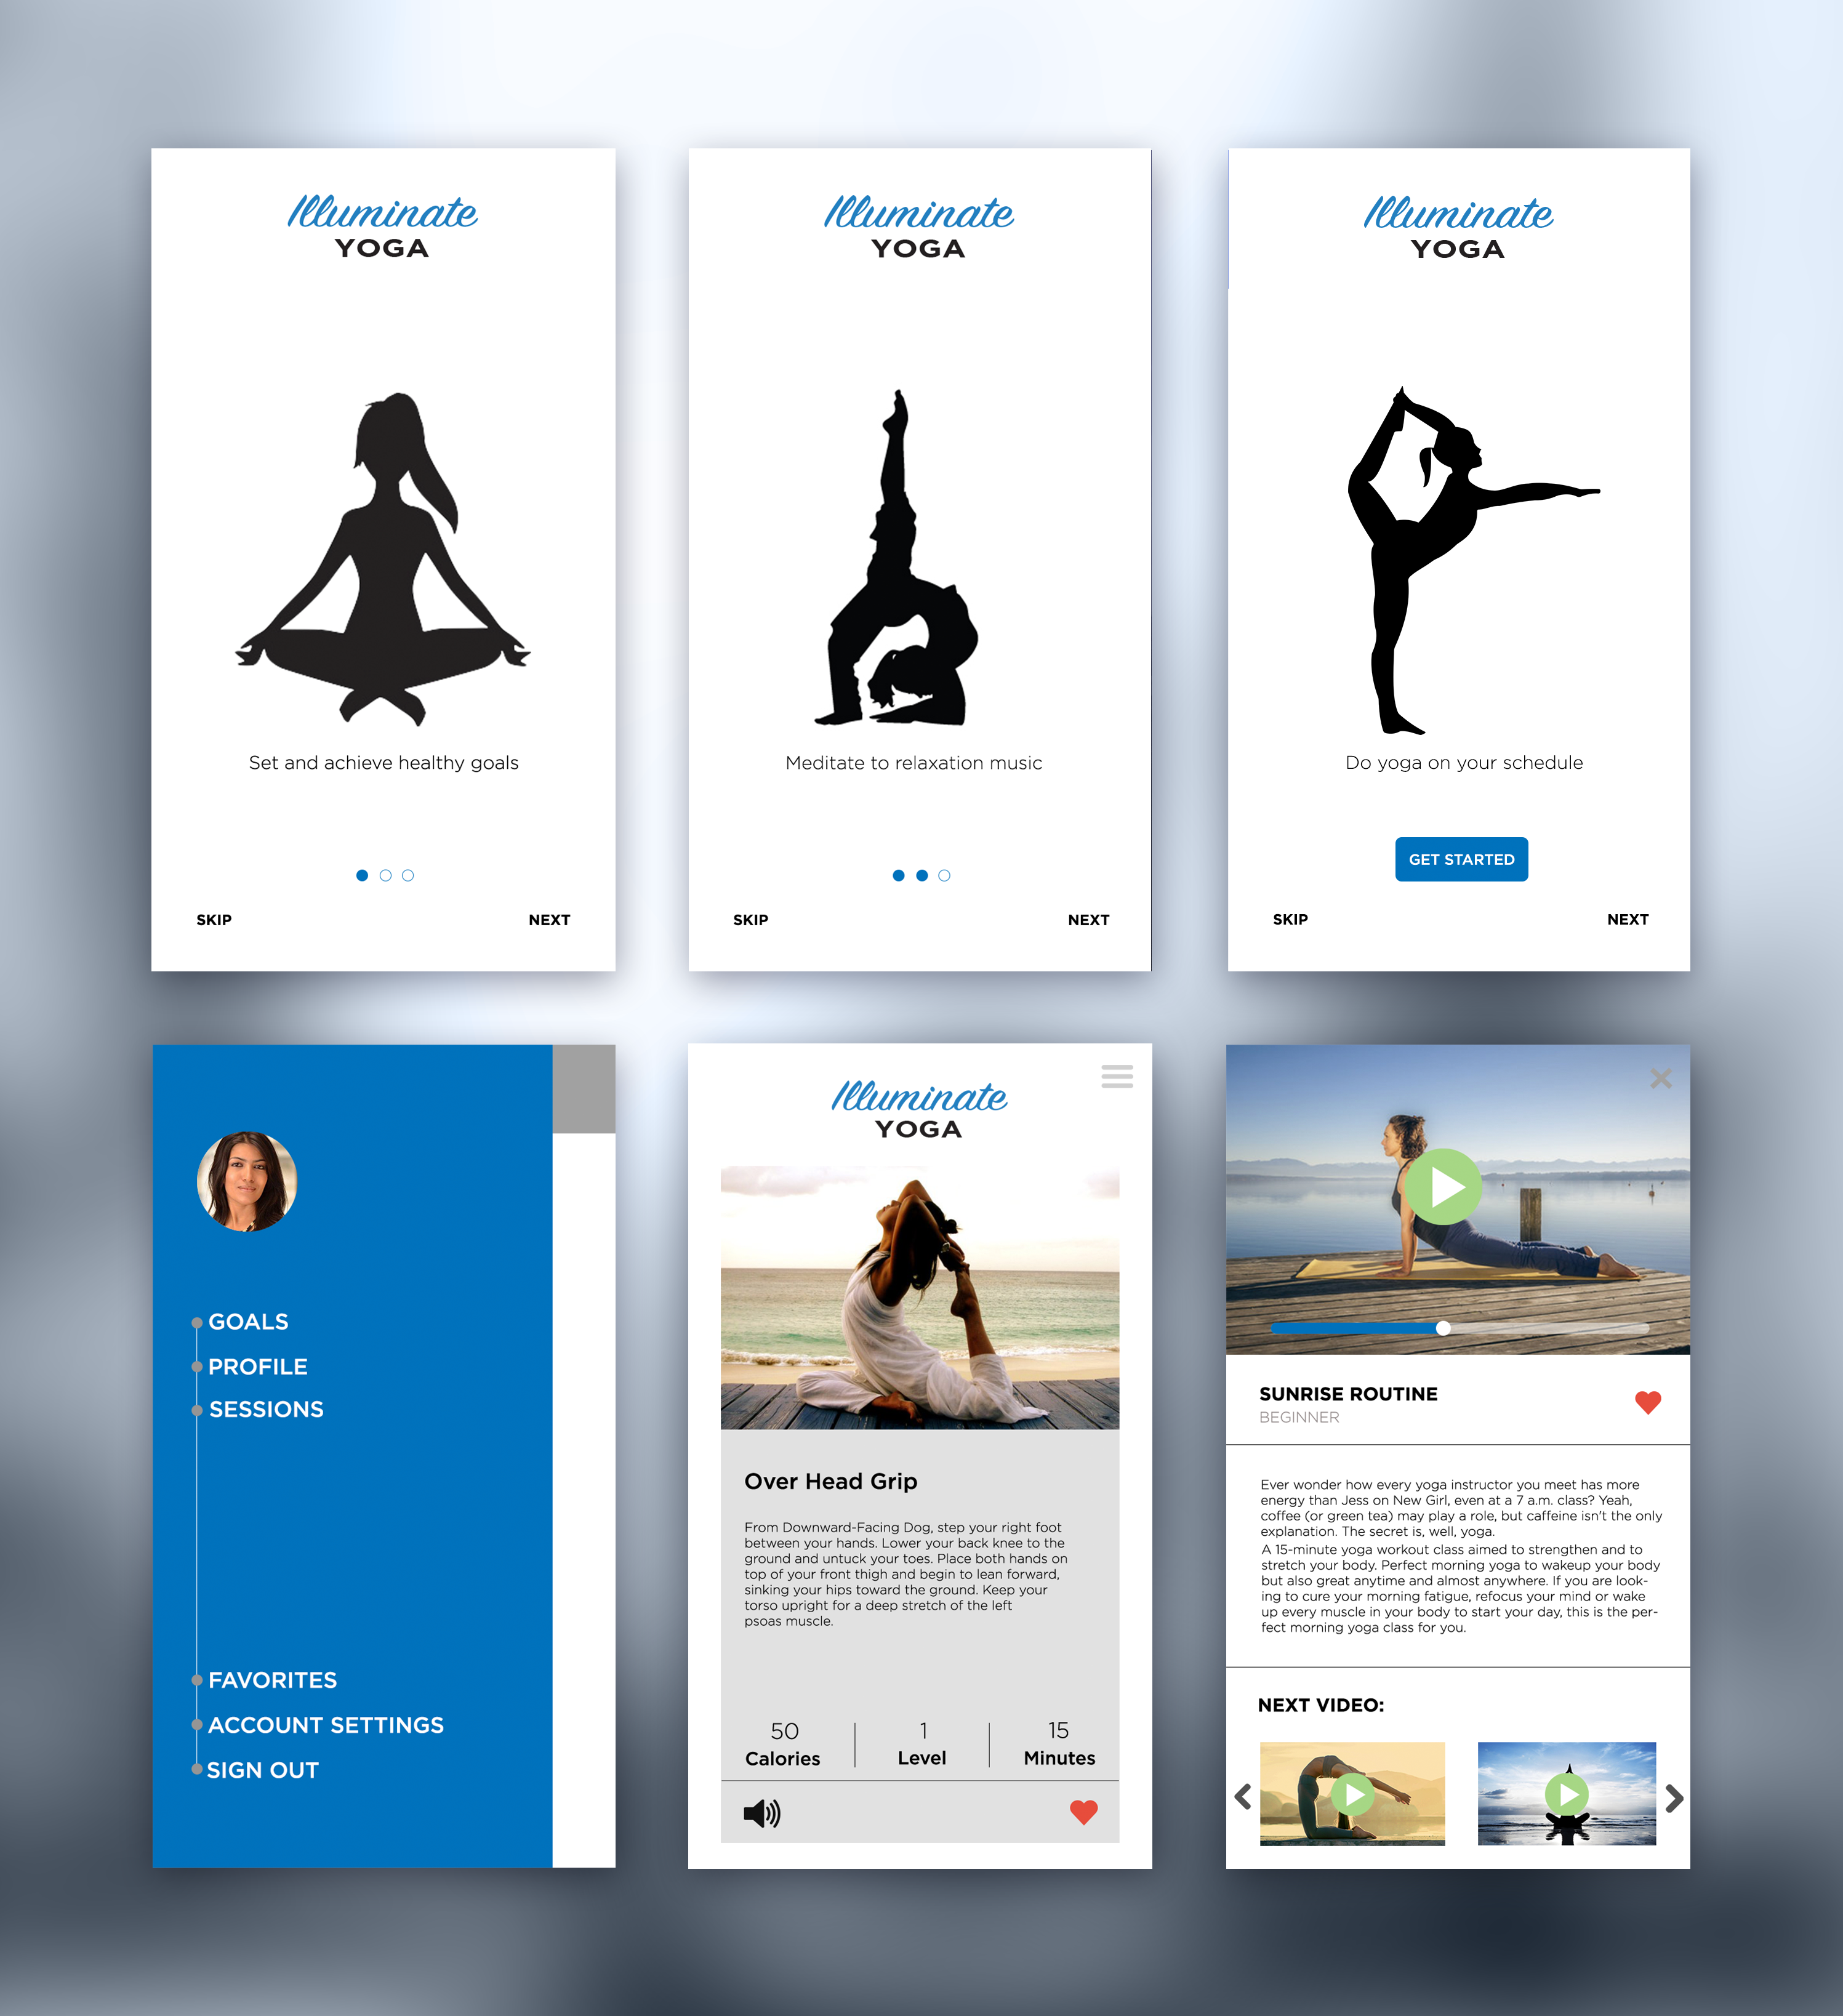 Illuminate
YOGA
Set and achieve healthy goals
SKIP
NEXT
Illuminate
YOGA
Meditate to relaxation music
SKIP
NEXT
Illuminate
YOGA
Do yoga on your schedule
GET STARTED
SKIP
NEXT
GOALS
PROFILE
SESSIONS
FAVORITES
ACCOUNT SETTINGS
SIGN OUT
Illuminate
YOGA
Over Head Grip
From Downward-Facing Dog, step your right foot
between your hands. Lower your back knee to the
ground and untuck your toes. Place both hands on
top of your front thigh and begin to lean forward,
sinking your hips toward the ground. Keep your
torso upright for a deep stretch of the left
psoas muscle.
50
Calories
1
Level
15
Minutes
SUNRISE ROUTINE
BEGINNER
Ever wonder how every yoga instructor you meet has more
energy than Jess on New Girl, even at a 7 a.m. class? Yeah,
coffee (or green tea) may play a role, but caffeine isn't the only
explanation. The secret is, well, yoga.
A 15-minute yoga workout class aimed to strengthen and to
stretch your body. Perfect morning yoga to wakeup your body
but also great anytime and almost anywhere. If you are look-
ing to cure your morning fatigue, refocus your mind or wake
up every muscle in your body to start your day, this is the per-
fect morning yoga class for you.
NEXT VIDEO: